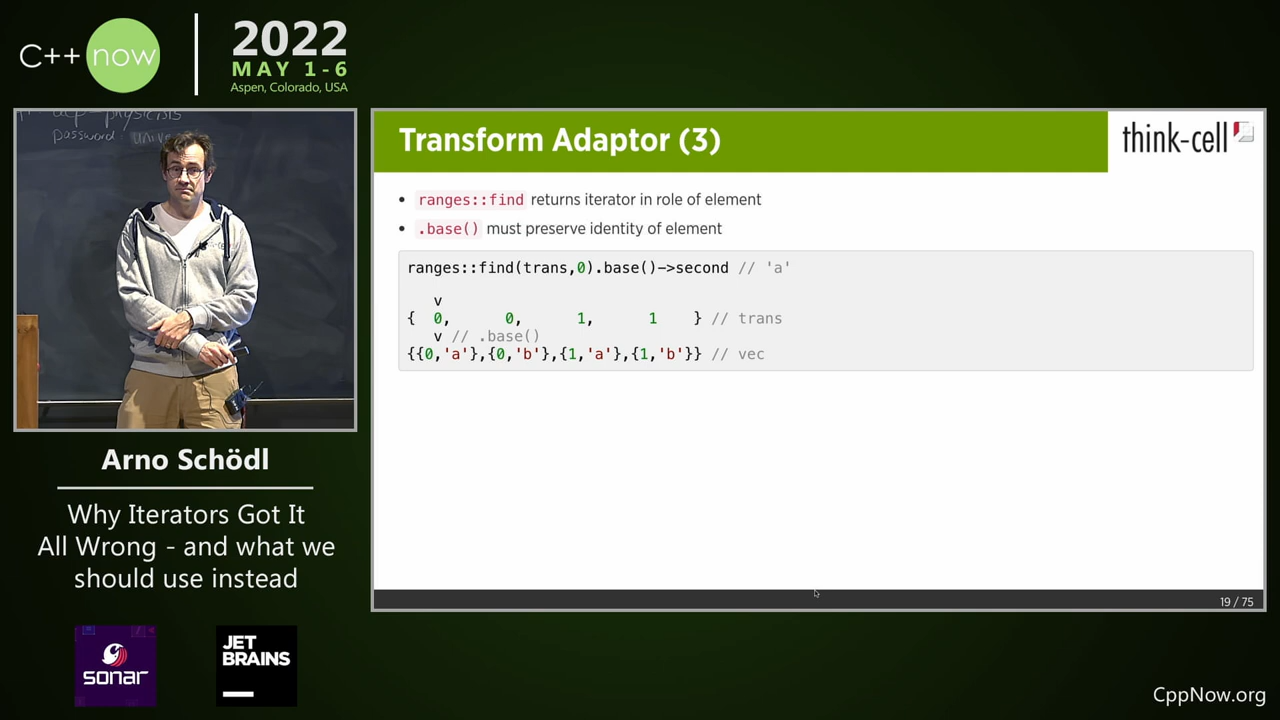 C++ now
2022
MAY 1-6
Aspen, Colorado, USA
password
Arno Schödl
Why Iterators Got It
All Wrong - and what we
should use instead
sonar
JET
BRAINS
Transform Adaptor (3)
think-cell
• ranges::find returns iterator in role of element
• .base() must preserve identity of element
ranges::find(trans,0).base()->second // 'a'
v
{ 0, 0, 1, 1 } // trans
v // .base()
{{0,'a'},{0,'b'},{1,'a'},{1,'b'}} // vec
19 / 75
CppNow.org